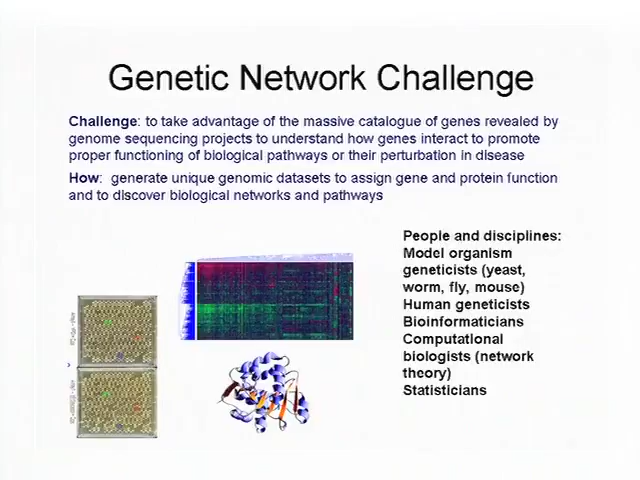 Genetic Network Challenge
Challenge: to take advantage of the massive catalogue of genes revealed by
genome sequencing projects to understand how genes interact to promote
proper functioning of biological pathways or their perturbation in disease
How: generate unique genomic datasets to assign gene and protein function
and to discover biological networks and pathways
People and disciplines:
Model organism
geneticists (yeast,
worm, fly, mouse)
Human geneticists
Bioinformaticians
Computational
biologists (network
theory)
Statisticians